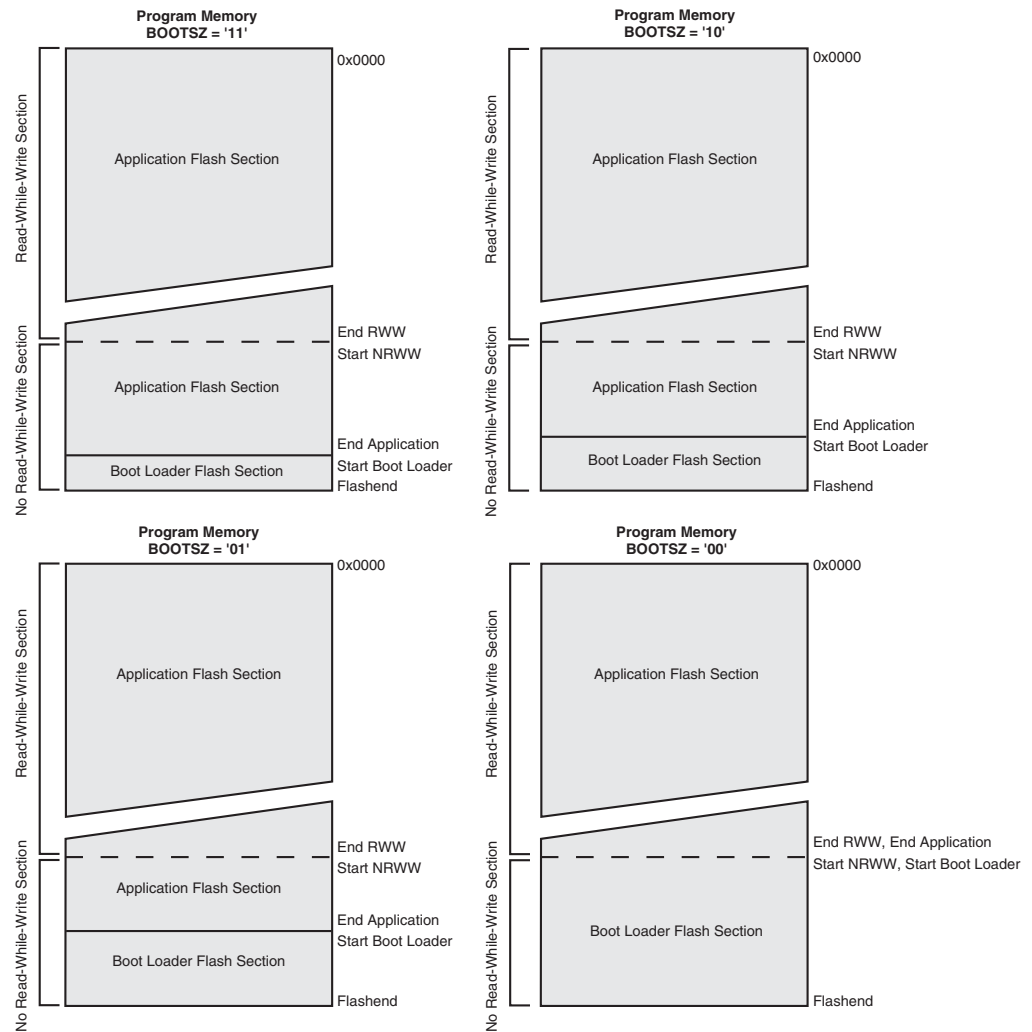 Program Memory
BOOTSZ = '11'
0x0000
Read-While-Write Section
Application Flash Section
End RWW
Start NRWW
No Read-While-Write Section
Application Flash Section
End Application
Start Boot Loader
Boot Loader Flash Section
Flashend
Program Memory
BOOTSZ = '10'
0x0000
Read-While-Write Section
Application Flash Section
End RWW
Start NRWW
No Read-While-Write Section
Application Flash Section
End Application
Start Boot Loader
Boot Loader Flash Section
Flashend
Program Memory
BOOTSZ = '01'
0x0000
Read-While-Write Section
Application Flash Section
End RWW
Start NRWW
No Read-While-Write Section
Application Flash Section
End Application
Start Boot Loader
Boot Loader Flash Section
Flashend
Program Memory
BOOTSZ = '00'
0x0000
Read-While-Write Section
Application Flash Section
End RWW, End Application
Start NRWW, Start Boot Loader
No Read-While-Write Section
Boot Loader Flash Section
Flashend